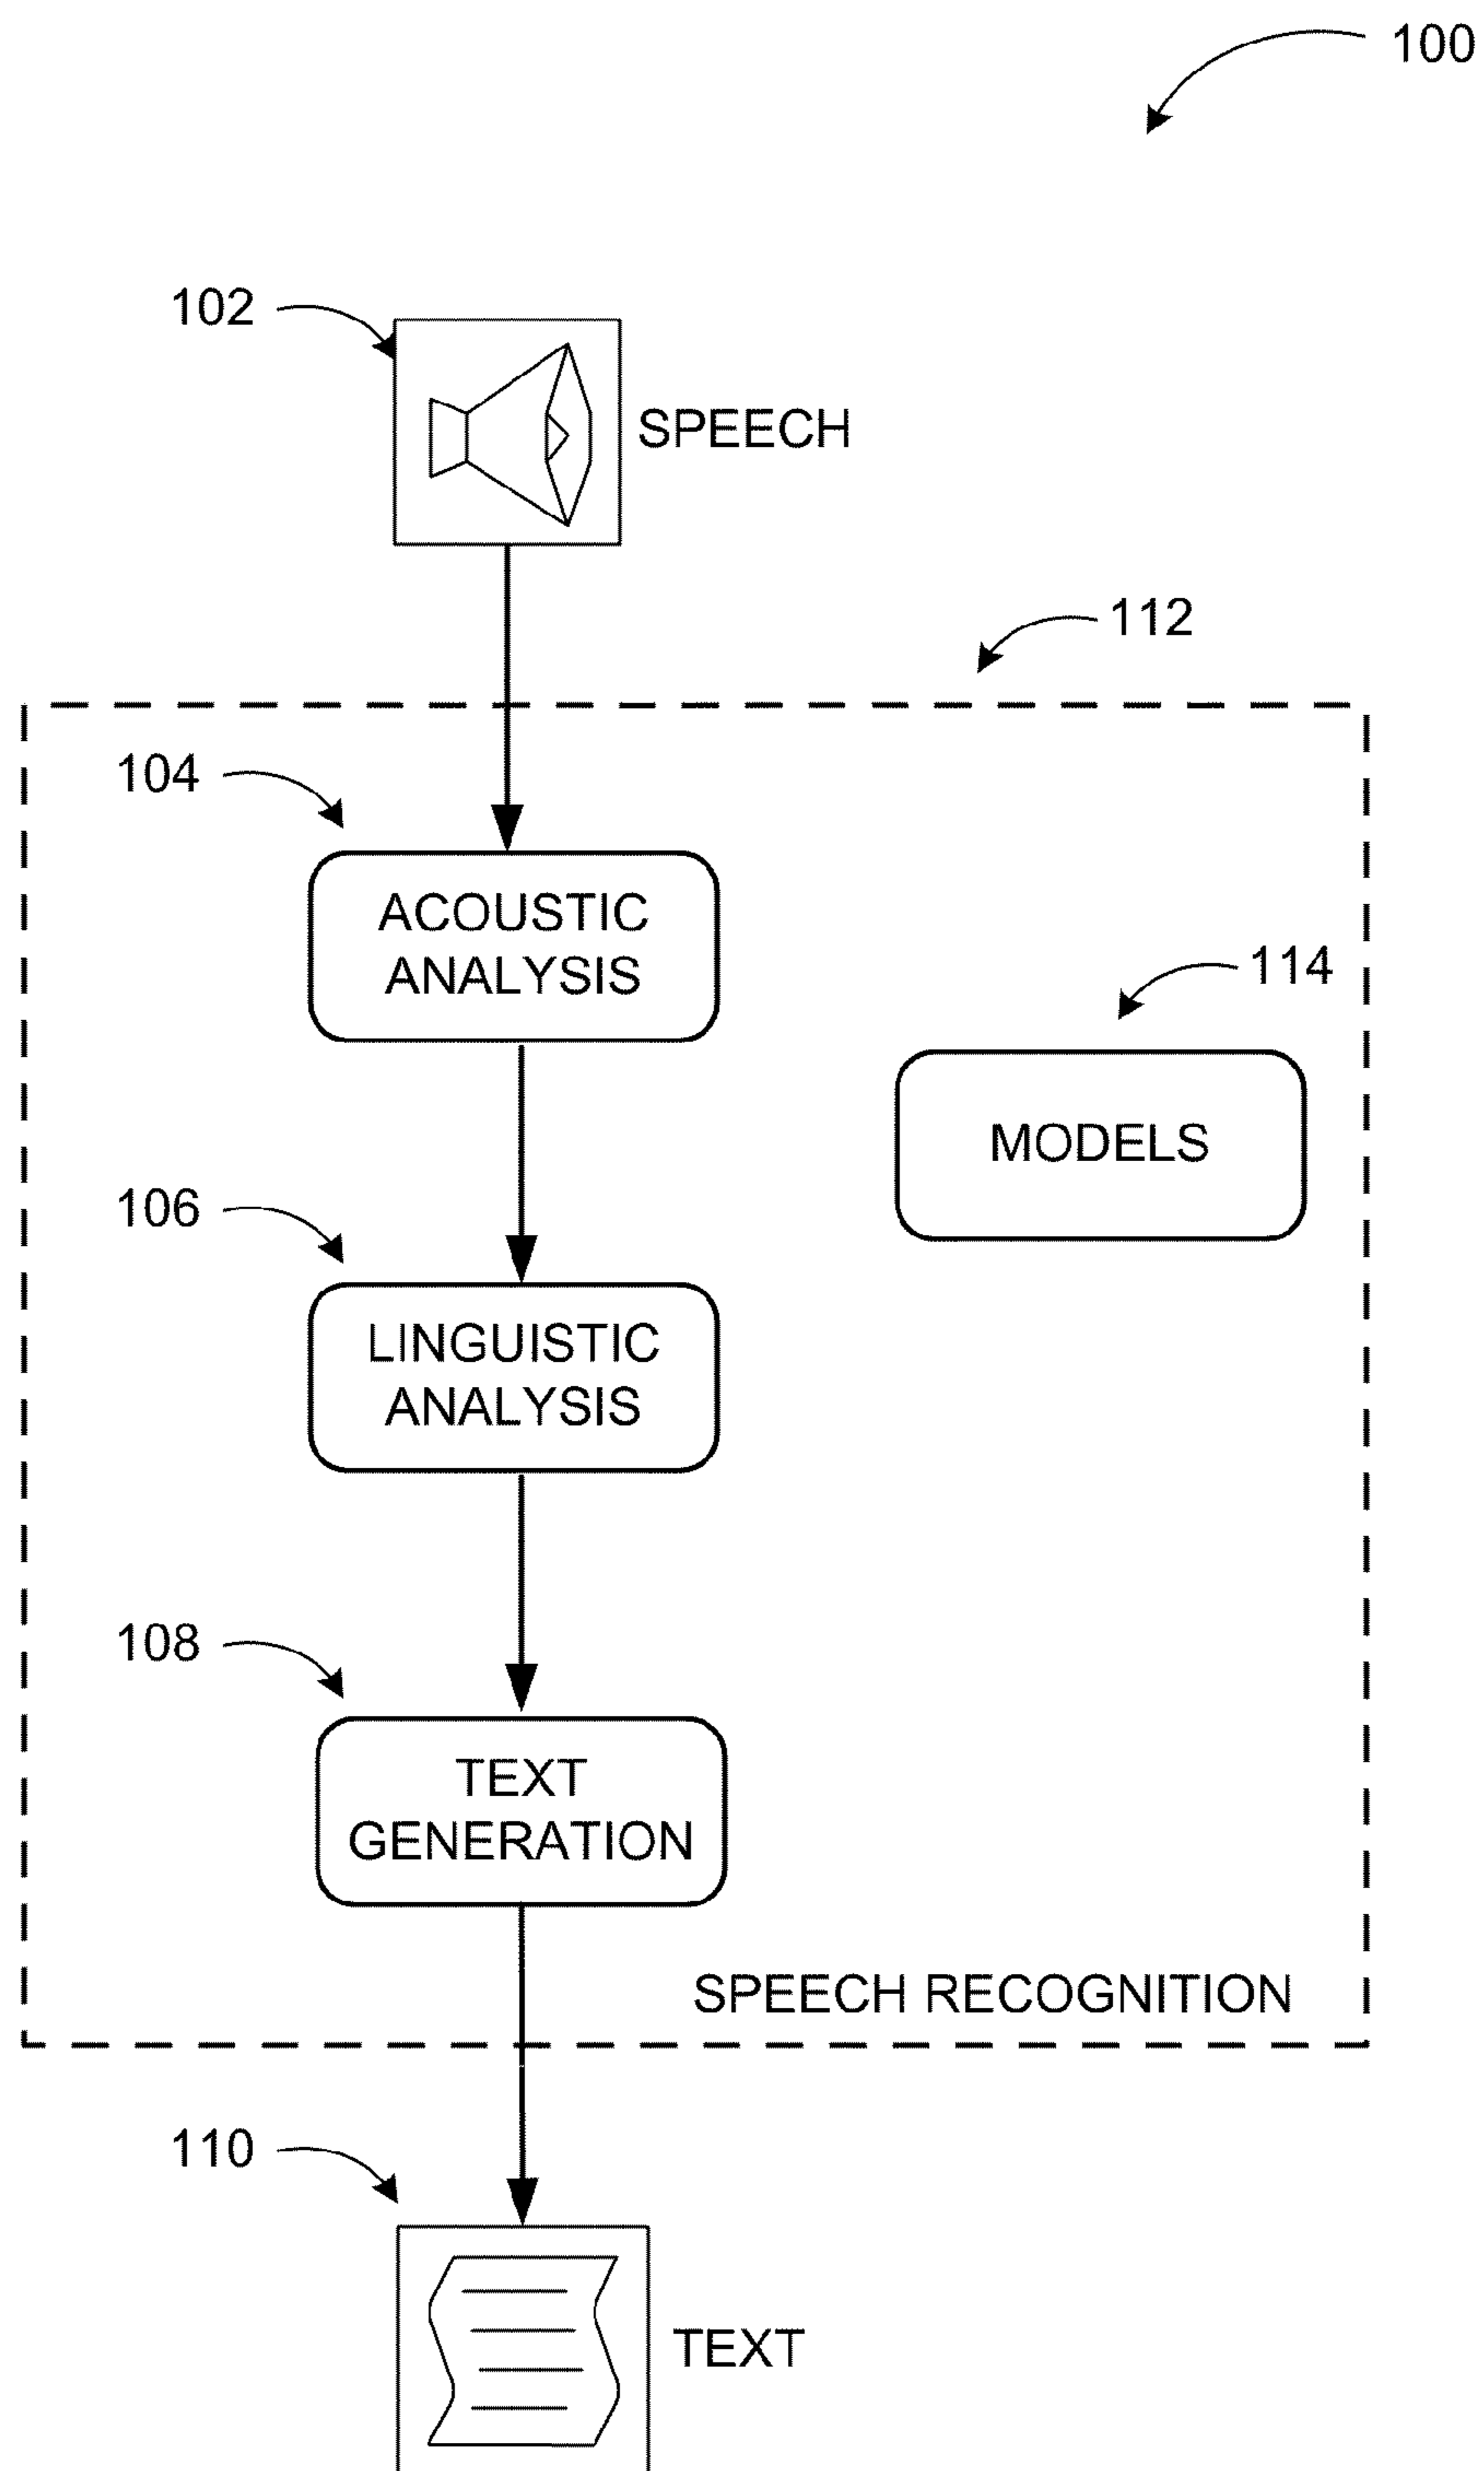 100
102
SPEECH
112
104
ACOUSTIC
ANALYSIS
114
MODELS
106
LINGUISTIC
ANALYSIS
108
TEXT
GENERATION
SPEECH RECOGNITION
110
TEXT